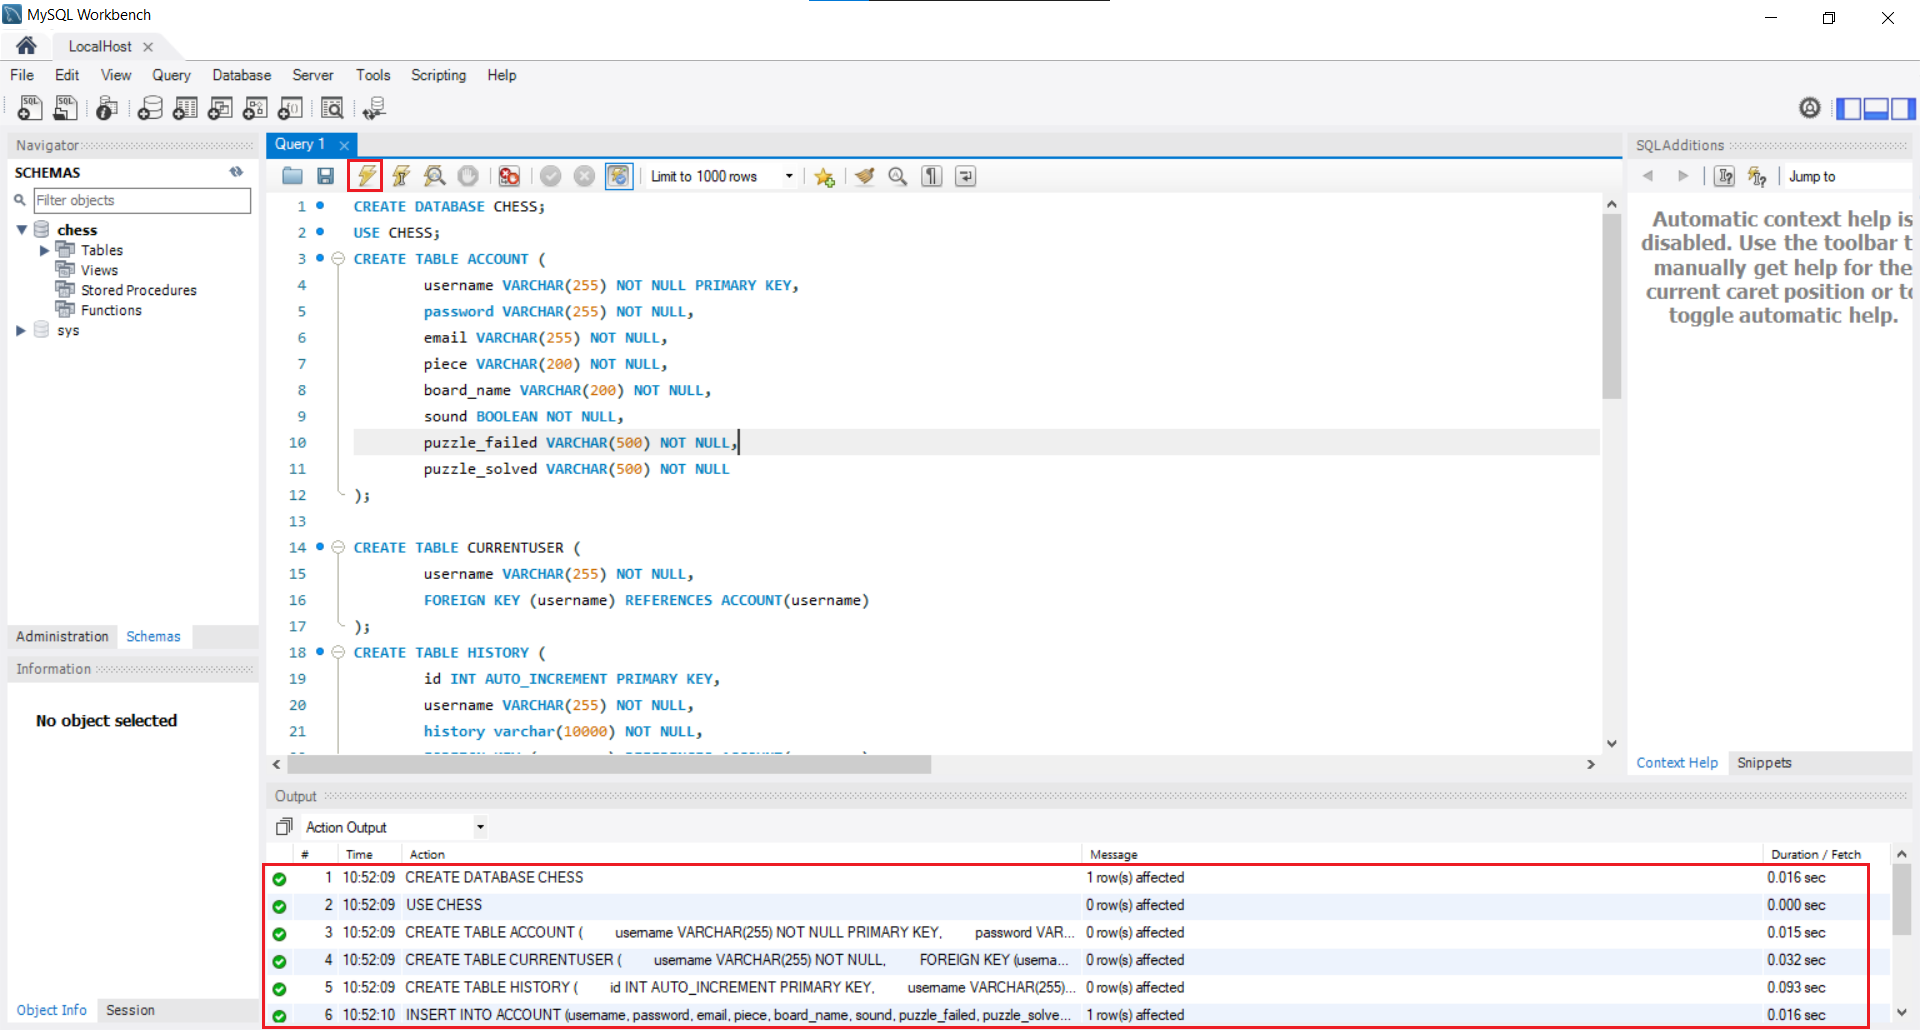 MySQL Workbench
LocalHost
File Edit View Query Database Server Tools Scripting Help
Navigator
SCHEMAS
Filter objects
chess
Tables
Views
Stored Procedures
Functions
sys
Administration Schemas
Information
No object selected
Object Info Session
Query 1
Limit to 1000 rows
1 CREATE DATABASE CHESS;
2 USE CHESS;
3 CREATE TABLE ACCOUNT (
4 username VARCHAR(255) NOT NULL PRIMARY KEY,
5 password VARCHAR(255) NOT NULL,
6 email VARCHAR(255) NOT NULL,
7 piece VARCHAR(200) NOT NULL,
8 board_name VARCHAR(200) NOT NULL,
9 sound BOOLEAN NOT NULL,
10 puzzle_failed VARCHAR(500) NOT NULL,
11 puzzle_solved VARCHAR(500) NOT NULL
12 );
13
14 CREATE TABLE CURRENTUSER (
15 username VARCHAR(255) NOT NULL,
16 FOREIGN KEY (username) REFERENCES ACCOUNT(username)
17 );
18 CREATE TABLE HISTORY (
19 id INT AUTO_INCREMENT PRIMARY KEY,
20 username VARCHAR(255) NOT NULL,
21 history varchar(10000) NOT NULL,
SQLAdditions
Jump to
Automatic context help is
disabled. Use the toolbar t
manually get help for the
current caret position or to
toggle automatic help.
Context Help Snippets
Output
Action Output
# Time Action Message Duration / Fetch
1 10:52:09 CREATE DATABASE CHESS 1 row(s) affected 0.016 sec
2 10:52:09 USE CHESS 0 row(s) affected 0.000 sec
3 10:52:09 CREATE TABLE ACCOUNT ( username VARCHAR(255) NOT NULL PRIMARY KEY, password VAR... 0 row(s) affected 0.015 sec
4 10:52:09 CREATE TABLE CURRENTUSER ( username VARCHAR(255) NOT NULL, FOREIGN KEY (userna... 0 row(s) affected 0.032 sec
5 10:52:09 CREATE TABLE HISTORY ( id INT AUTO_INCREMENT PRIMARY KEY, username VARCHAR(255)... 0 row(s) affected 0.093 sec
6 10:52:10 INSERT INTO ACCOUNT (username, password, email, piece, board_name, sound, puzzle_failed, puzzle_solve... 1 row(s) affected 0.016 sec